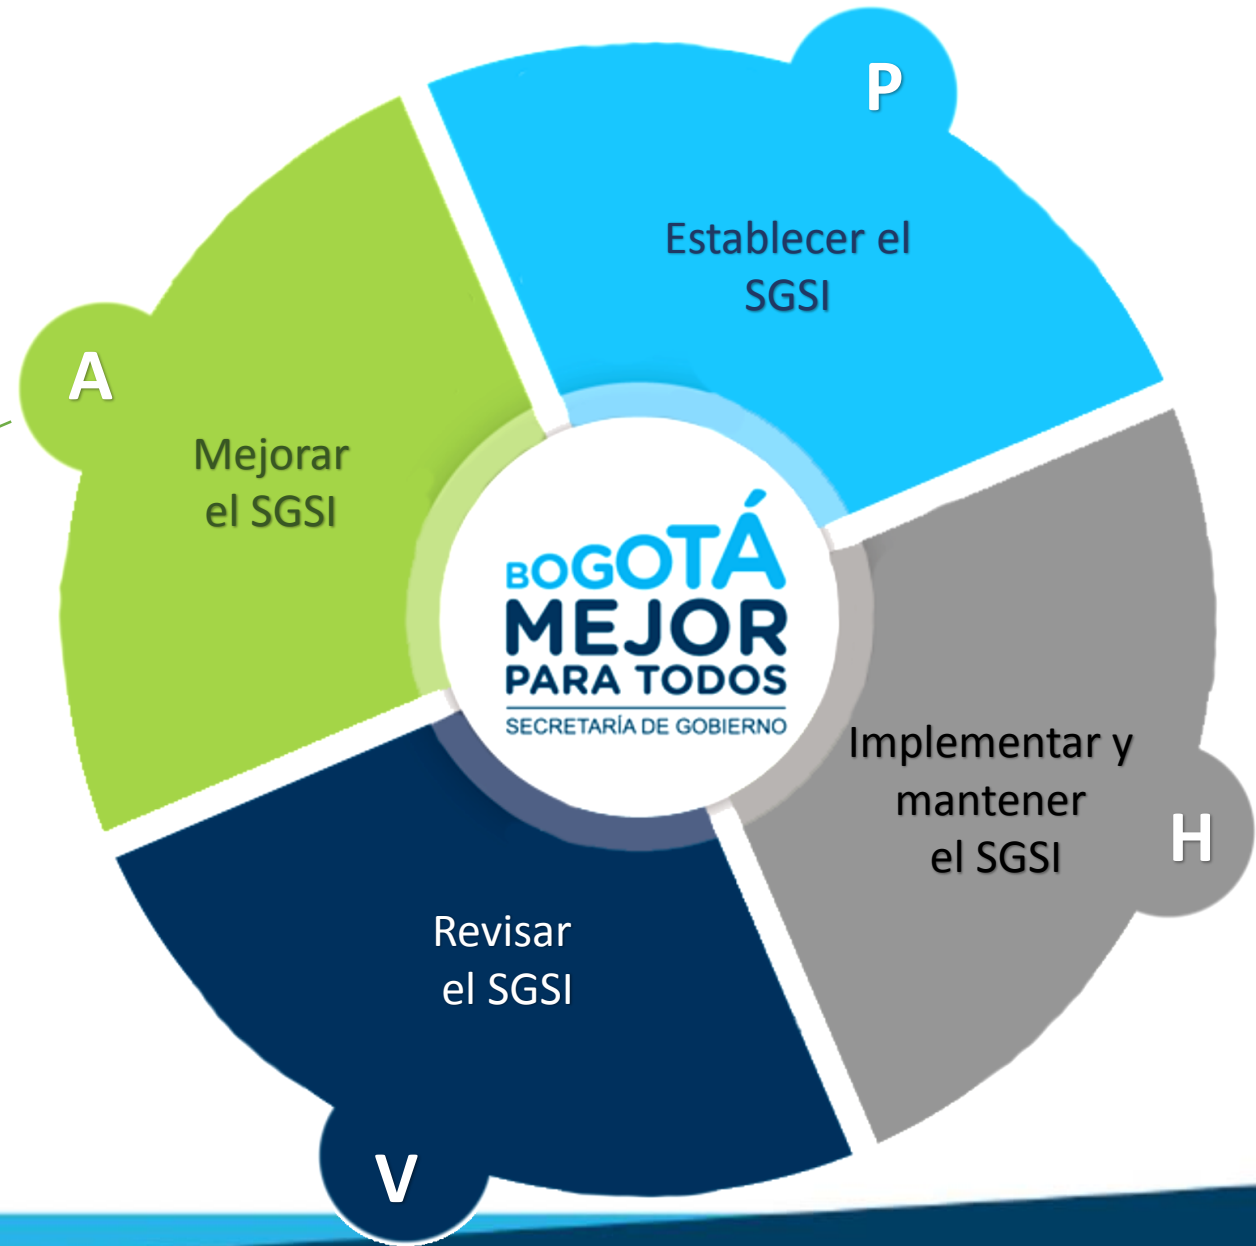 P
Establecer el
SGSI
A
Mejorar
el SGSI
BOGOTÁ
MEJOR
PARA TODOS
SECRETARÍA DE GOBIERNO
Implementar y
mantener
el SGSI
H
Revisar
el SGSI
V